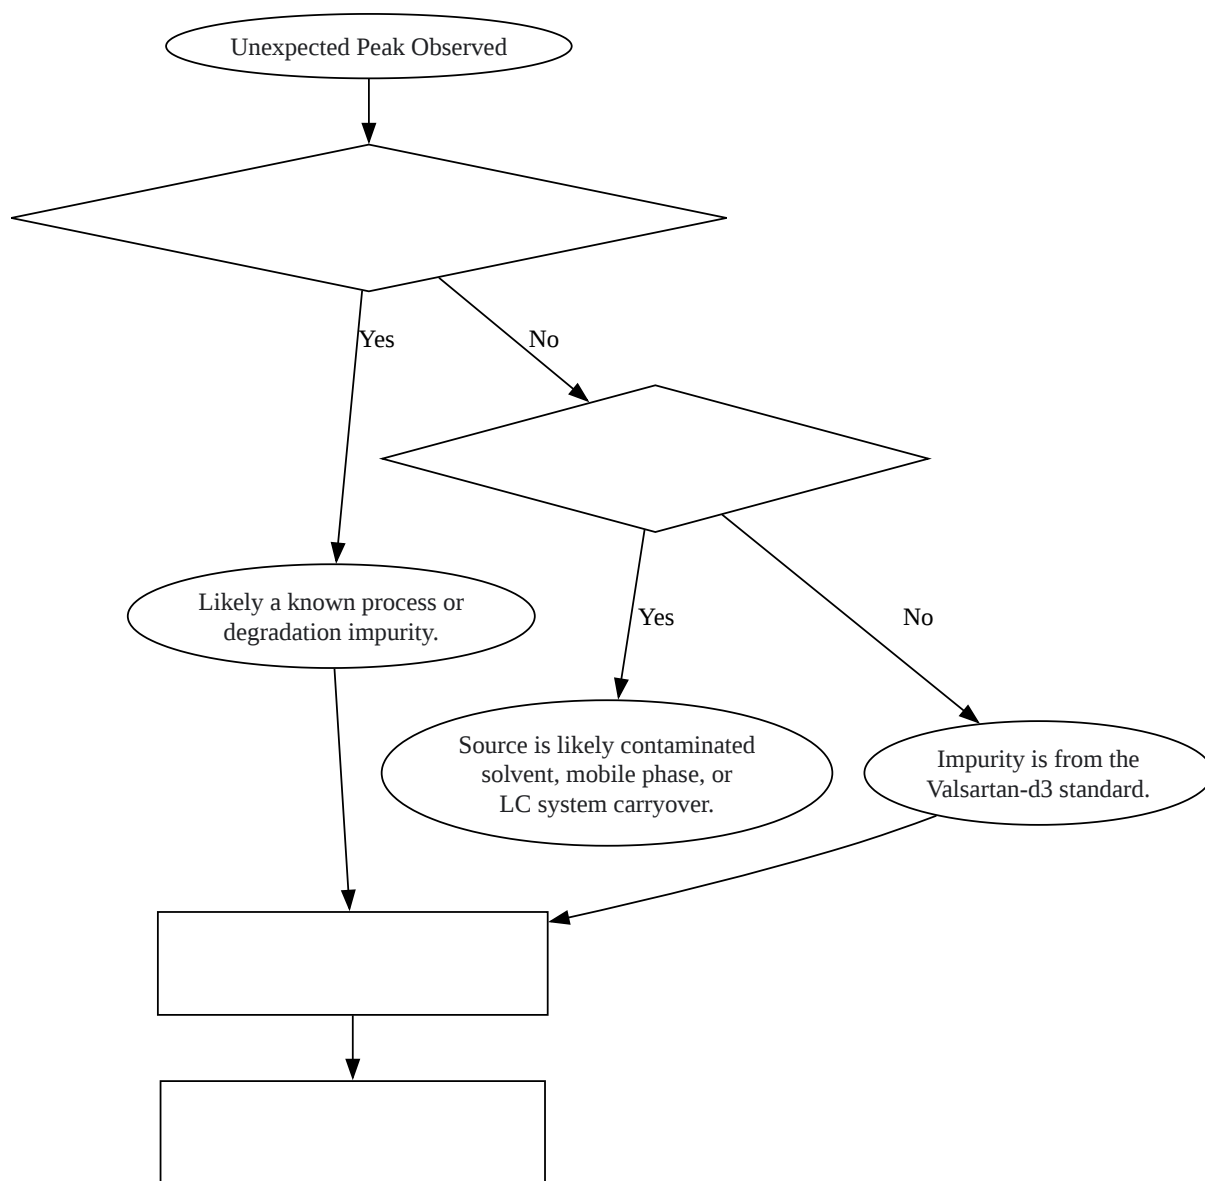 Unexpected Peak Observed
Yes
No
Likely a known process or
degradation impurity.
Yes
No
Source is likely contaminated
solvent, mobile phase, or
LC system carryover.
Impurity is from the
Valsartan-d3 standard.